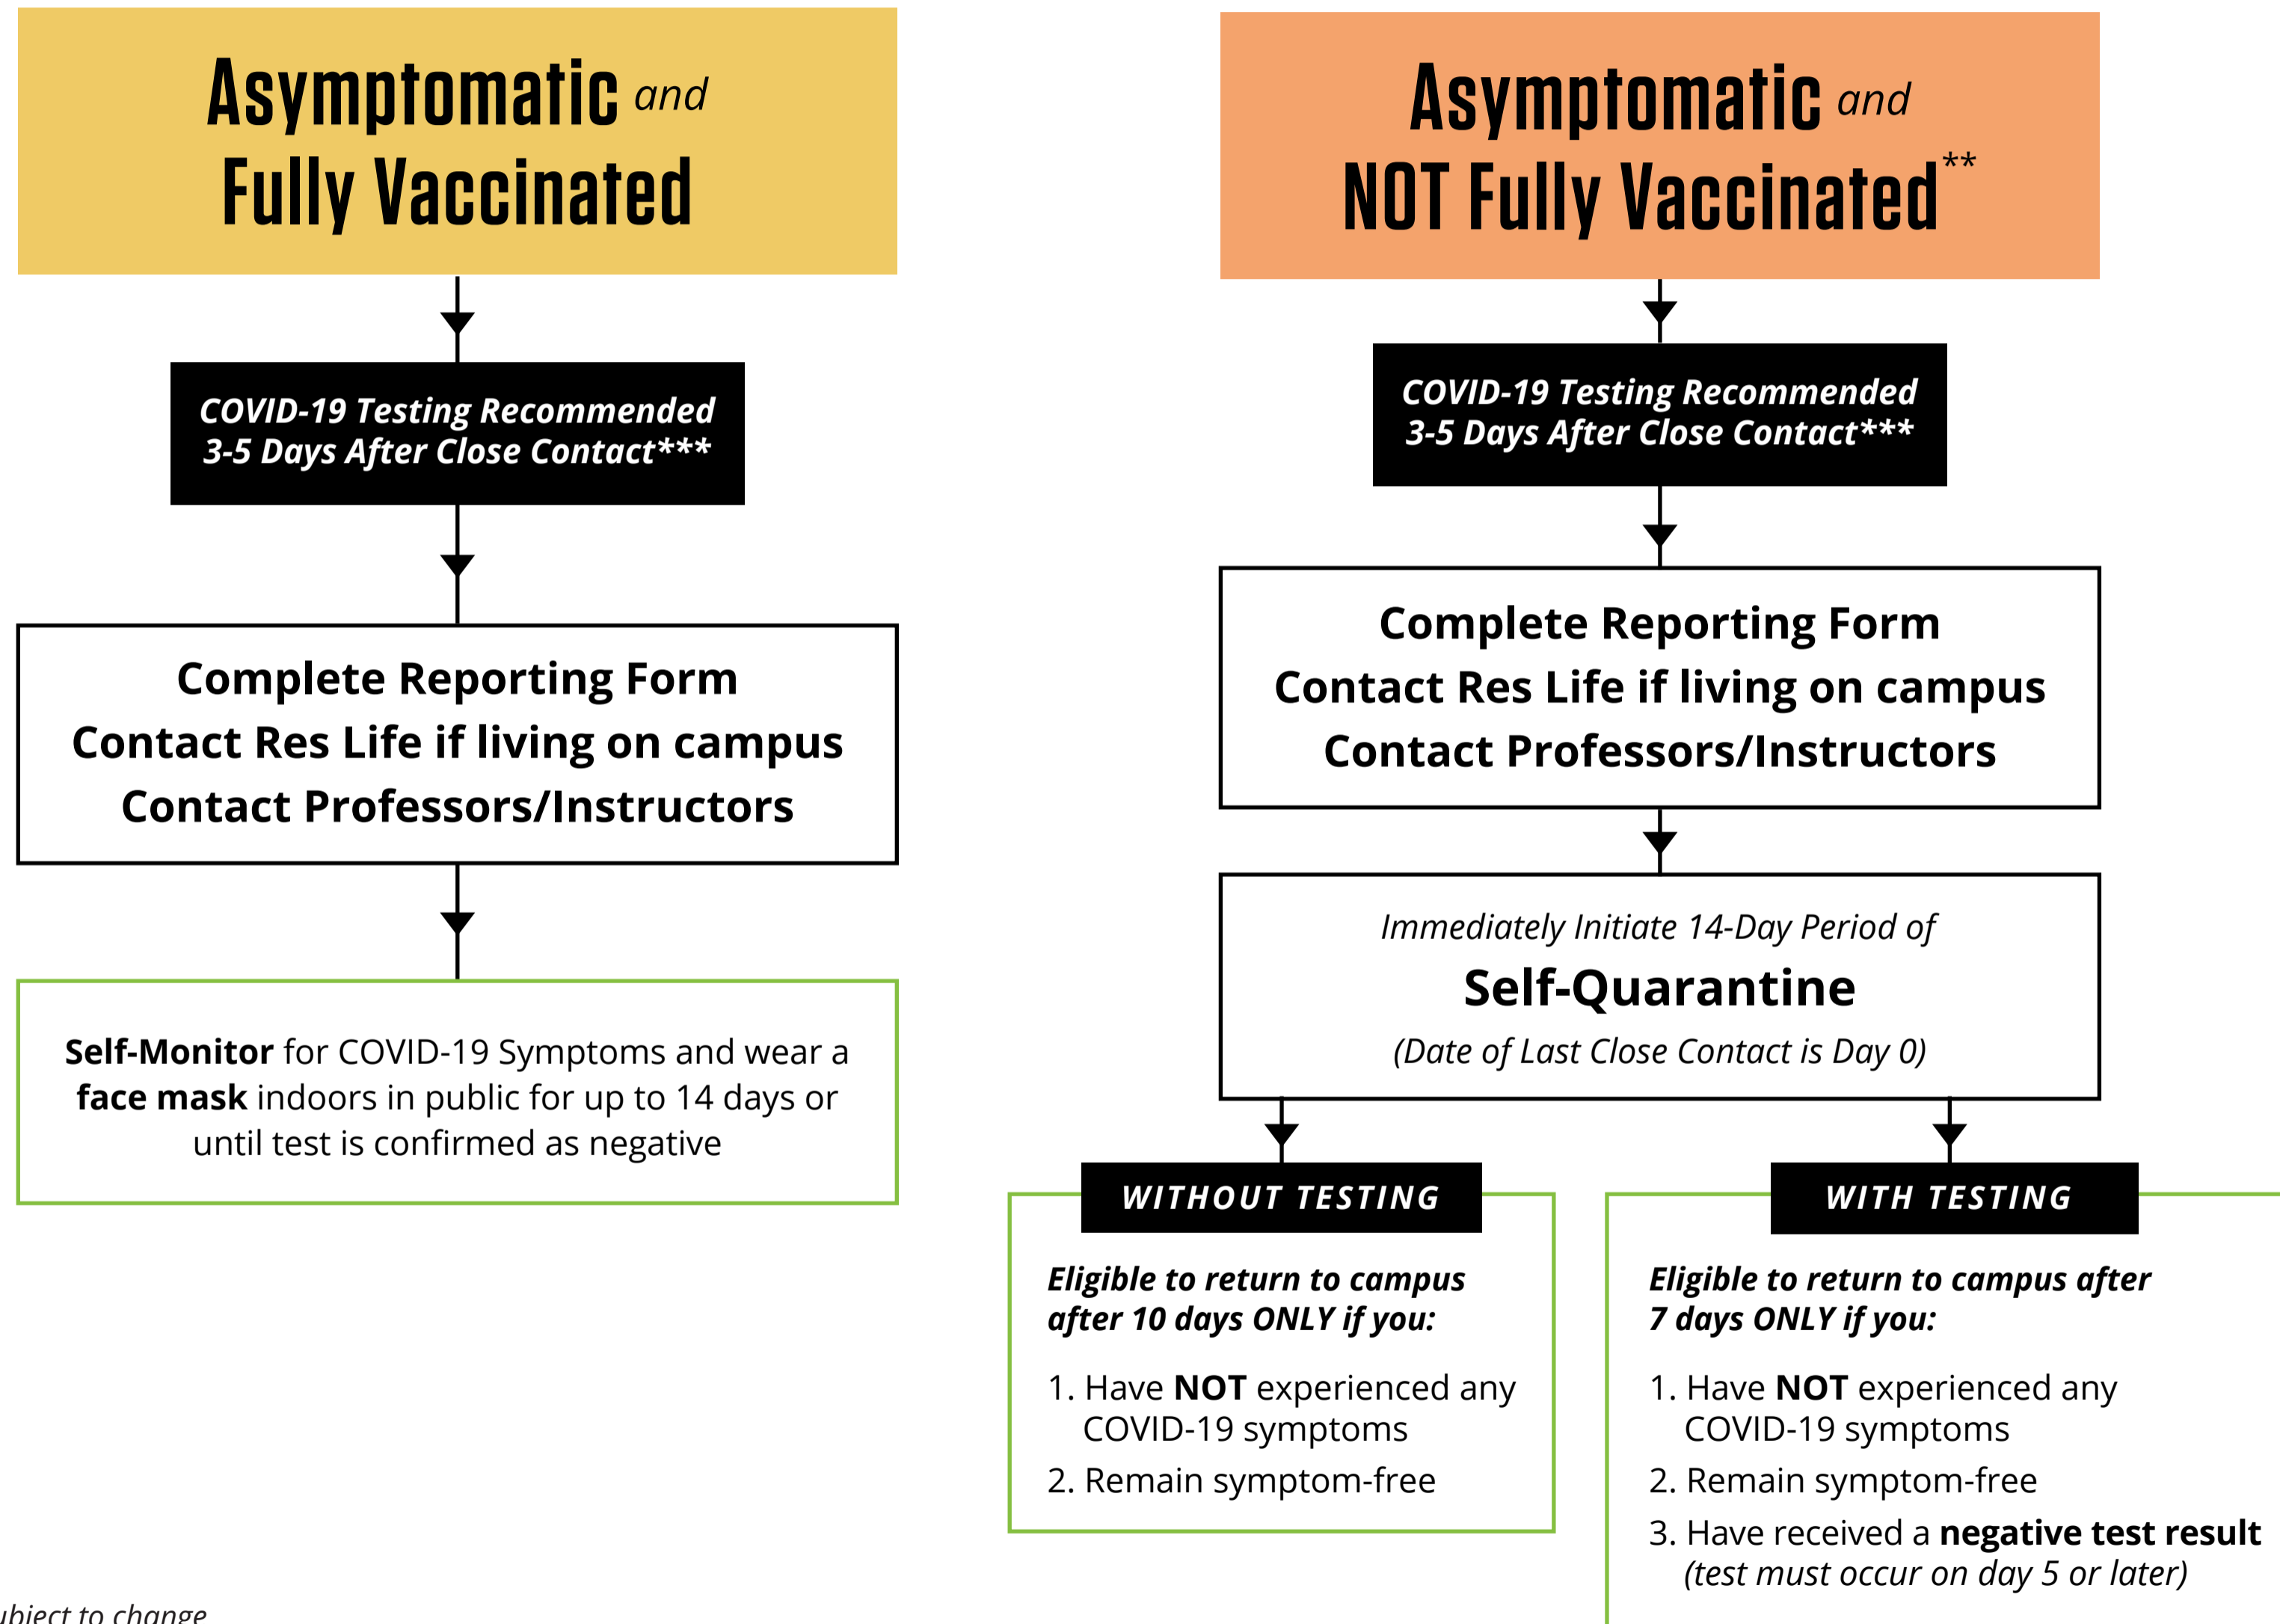 Asymptomatic and
Fully Vaccinated
COVID-19 Testing Recommended
3-5 Days After Close Contact***
Complete Reporting Form
Contact Res Life if living on campus
Contact Professors/Instructors
Self-Monitor for COVID-19 Symptoms and wear a
face mask indoors in public for up to 14 days or
until test is confirmed as negative
Asymptomatic and
NOT Fully Vaccinated**
COVID-19 Testing Recommended
3-5 Days After Close Contact***
Complete Reporting Form
Contact Res Life if living on campus
Contact Professors/Instructors
Immediately Initiate 14-Day Period of
Self-Quarantine
(Date of Last Close Contact is Day 0)
WITHOUT TESTING
Eligible to return to campus
after 10 days ONLY if you:
1. Have NOT experienced any
COVID-19 symptoms
2. Remain symptom-free
WITH TESTING
Eligible to return to campus after
7 days ONLY if you:
1. Have NOT experienced any
COVID-19 symptoms
2. Remain symptom-free
3. Have received a negative test result
(test must occur on day 5 or later)
to change